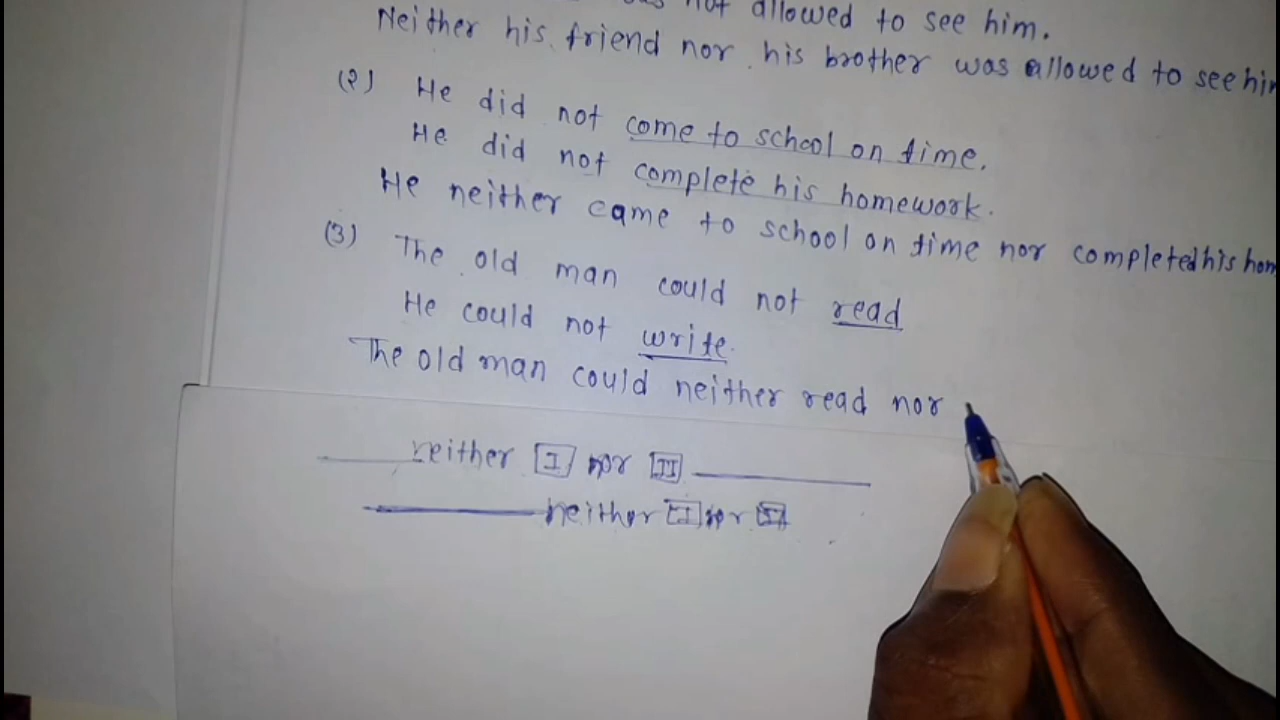 not allowed to see him.
Neither his friend nor his brother was allowed to see him
(२) He did not come to school on time.
He did not complete his homework.
He neither came to school on time nor completed his hom
(३) The old man could not read
He could not write.
The old man could neither read nor
neither I nor II
neither I nor II